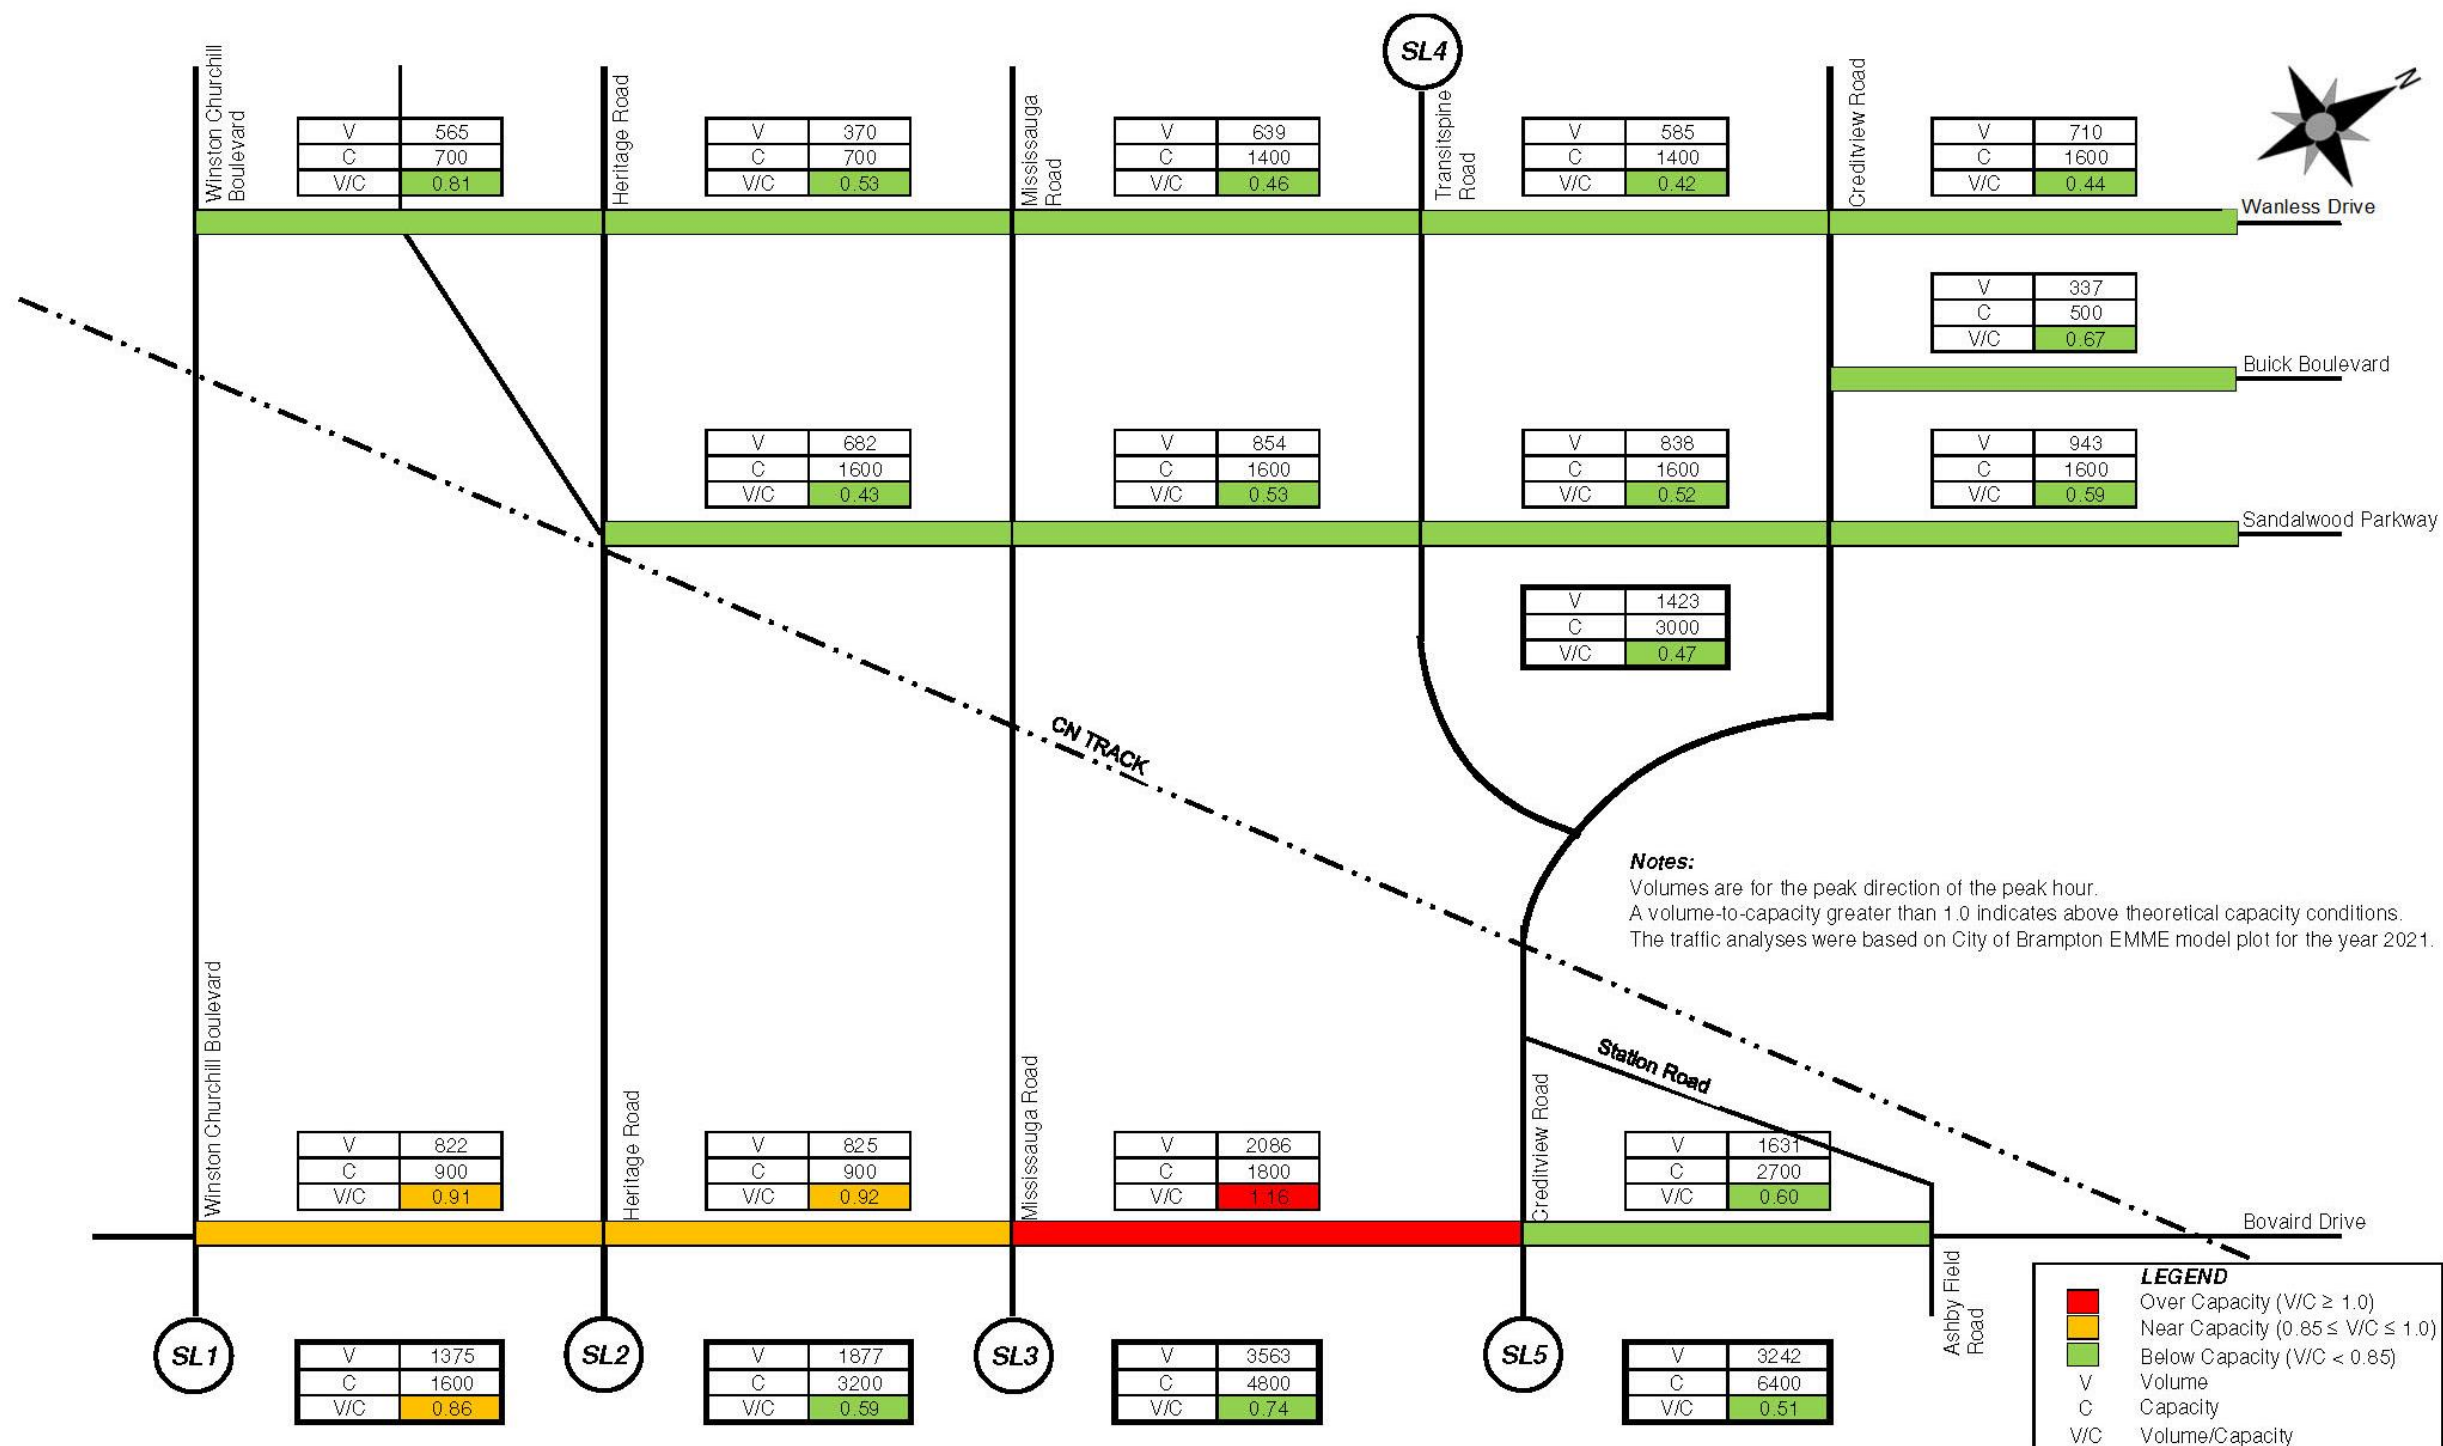 SL4
N
Winston Churchill
Boulevard
Heritage Road
Mississauga
Road
Transitspine
Road
Creditview Road
V 565
C 700
V/C 0.81
V 370
C 700
V/C 0.53
V 639
C 1400
V/C 0.46
V 585
C 1400
V/C 0.42
V 710
C 1600
V/C 0.44
Wanless Drive
V 337
C 500
V/C 0.67
Buick Boulevard
V 682
C 1600
V/C 0.43
V 854
C 1600
V/C 0.53
V 838
C 1600
V/C 0.52
V 943
C 1600
V/C 0.59
Sandalwood Parkway
V 1423
C 3000
V/C 0.47
CN TRACK
Notes:
Volumes are for the peak direction of the peak hour.
A volume-to-capacity greater than 1.0 indicates above theoretical capacity conditions.
The traffic analyses were based on City of Brampton EMME model plot for the year 2021.
Station Road
Winston Churchill Boulevard
Heritage Road
Mississauga Road
Creditview Road
V 822
C 900
V/C 0.91
V 825
C 900
V/C 0.92
V 2086
C 1800
V/C 1.16
V 1631
C 2700
V/C 0.60
Bovaird Drive
Ashby Field
Road
SL1
SL2
SL3
SL5
V 1375
C 1600
V/C 0.86
V 1877
C 3200
V/C 0.59
V 3563
C 4800
V/C 0.74
V 3242
C 6400
V/C 0.51
LEGEND
Over Capacity (V/C ≥ 1.0)
Near Capacity (0.85 ≤ V/C ≤ 1.0)
Below Capacity (V/C < 0.85)
V Volume
C Capacity
V/C Volume/Capacity